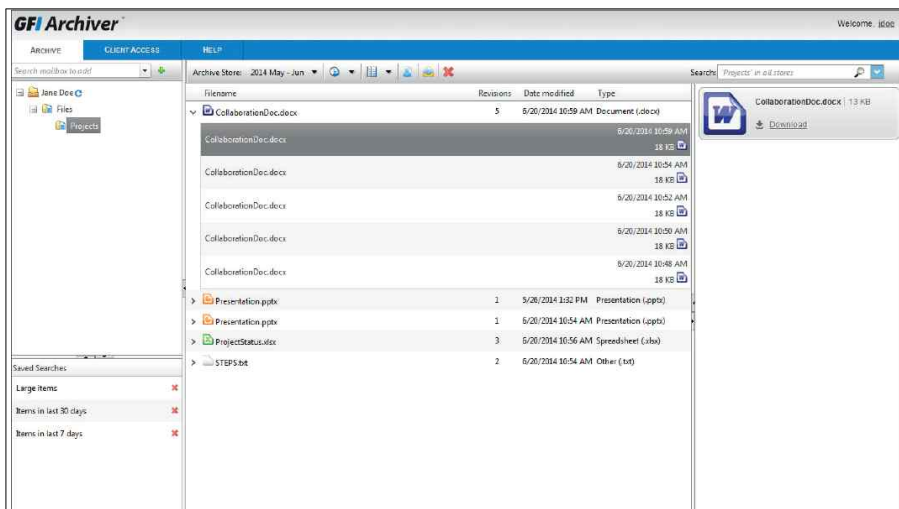 GFI Archiver
Welcome, jdoe
ARCHIVE CLIENT ACCESS HELP
Search mailbox to add
Archive Store: 2014 May - Jun
Search: 'Projects' in all stores
Jane Doe
Files
Projects
Filename Revisions Date modified Type
CollaborationDoc.docx 5 6/20/2014 10:59 AM Document (.docx)
CollaborationDoc.docx 6/20/2014 10:59 AM
18 KB
CollaborationDoc.docx 6/20/2014 10:54 AM
18 KB
CollaborationDoc.docx 6/20/2014 10:52 AM
18 KB
CollaborationDoc.docx 6/20/2014 10:50 AM
18 KB
CollaborationDoc.docx 6/20/2014 10:48 AM
18 KB
Presentation.pptx 1 5/26/2014 1:32 PM Presentation (.pptx)
Presentation.pptx 1 6/20/2014 10:54 AM Presentation (.pptx)
ProjectStatus.xlsx 3 6/20/2014 10:56 AM Spreadsheet (.xlsx)
STEPS.txt 2 6/20/2014 10:54 AM Other (.txt)
CollaborationDoc.docx | 13 KB
Download
Saved Searches
Large items
Items in last 30 days
Items in last 7 days